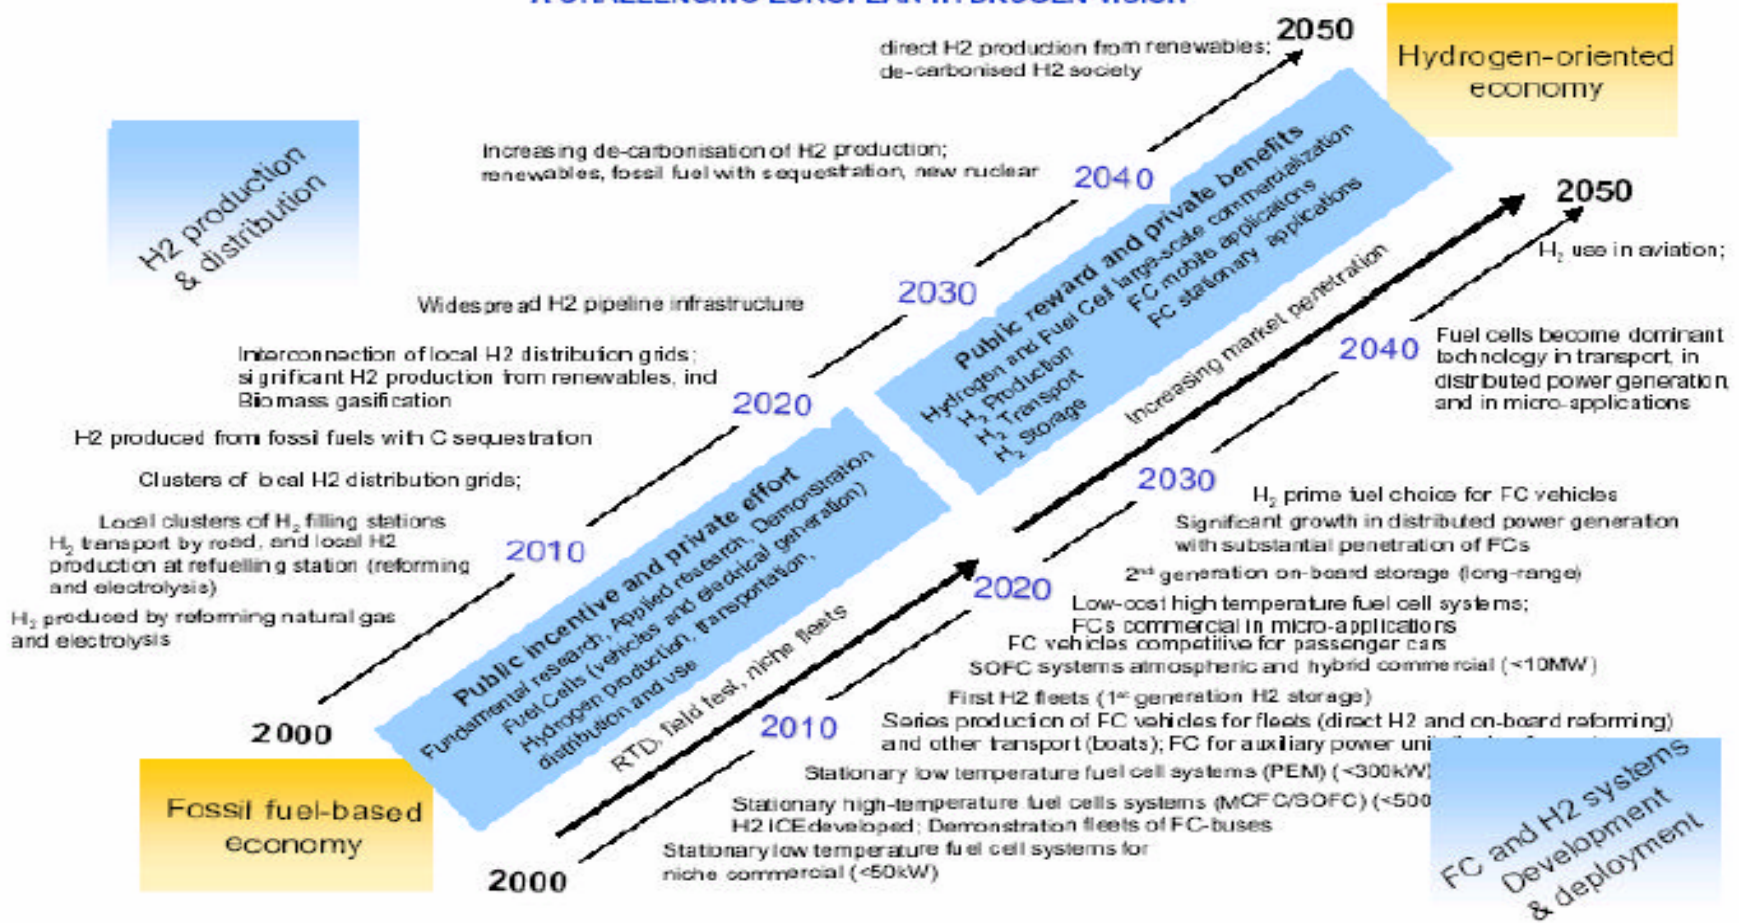 A CHALLENGING EUROPEAN HYDROGEN VISION
2050
direct H2 production from renewables;
de-carbonised H2 society
Hydrogen-oriented
economy
H2 production
& distribution
Increasing de-carbonisation of H2 production;
renewables, fossil fuel with sequestration, new nuclear
2040
Widespread H2 pipeline infrastructure
2030
Interconnection of local H2 distribution grids;
significant H2 production from renewables, incl
Biomass gasification
2020
H2 produced from fossil fuels with C sequestration
Clusters of local H2 distribution grids;
Local clusters of H₂ filling stations
H₂ transport by road, and local H2
production at refuelling station (reforming
and electrolysis)
2010
H₂ produced by reforming natural gas
and electrolysis
2000
Fossil fuel-based
economy
Public reward and private benefits
Hydrogen and Fuel Cell large-scale commercialization
H₂ Production
FC mobile applications
H₂ Transport
FC stationary applications
H₂ Storage
Public incentive and private effort
Fundamental research, Applied research, Demonstration
Fuel Cells (vehicles and electrical generation)
Hydrogen production, transportation,
distribution and use
Increasing market penetration
RTD, field test, niche fleets
2050
H₂ use in aviation;
2040
Fuel cells become dominant
technology in transport, in
distributed power generation,
and in micro-applications
2030
H₂ prime fuel choice for FC vehicles
Significant growth in distributed power generation
with substantial penetration of FCs
2ⁿᵈ generation on-board storage (long-range)
2020
Low-cost high temperature fuel cell systems;
FCs commercial in micro-applications
FC vehicles competitive for passenger cars
SOFC systems atmospheric and hybrid commercial (<10MW)
First H2 fleets (1ˢᵗ generation H2 storage)
2010
Series production of FC vehicles for fleets (direct H2 and on-board reforming)
and other transport (boats); FC for auxiliary power uni
Stationary low temperature fuel cell systems (PEM) (<300kW)
Stationary high-temperature fuel cells systems (MCFC/SOFC) (<500
H2 ICE developed; Demonstration fleets of FC-buses
Stationary low temperature fuel cell systems for
niche commercial (<50kW)
2000
FC and H2 systems
Development
& deployment